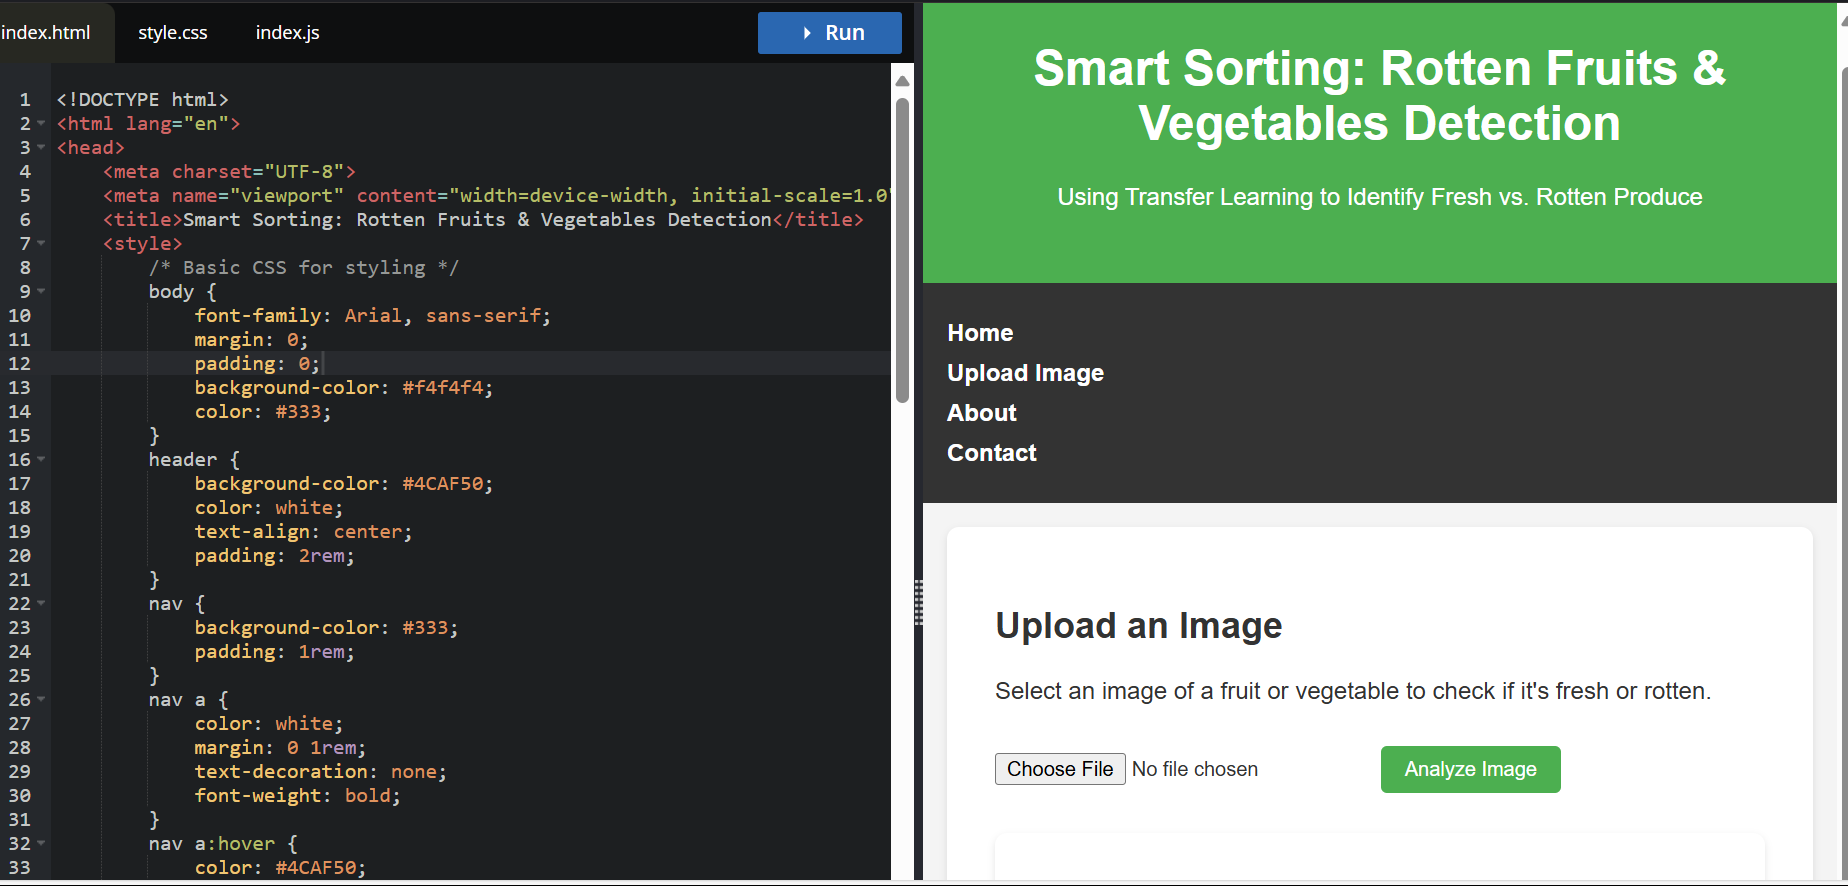 index.html style.css index.js Run
1 <!DOCTYPE html>
2 <html lang="en">
3 <head>
4 <meta charset="UTF-8">
5 <meta name="viewport" content="width=device-width, initial-scale=1.0"
6 <title>Smart Sorting: Rotten Fruits & Vegetables Detection</title>
7 <style>
8 /* Basic CSS for styling */
9 body {
10 font-family: Arial, sans-serif;
11 margin: 0;
12 padding: 0;
13 background-color: #f4f4f4;
14 color: #333;
15 }
16 header {
17 background-color: #4CAF50;
18 color: white;
19 text-align: center;
20 padding: 2rem;
21 }
22 nav {
23 background-color: #333;
24 padding: 1rem;
25 }
26 nav a {
27 color: white;
28 margin: 0 1rem;
29 text-decoration: none;
30 font-weight: bold;
31 }
32 nav a:hover {
33 color: #4CAF50;
Smart Sorting: Rotten Fruits &
Vegetables Detection
Using Transfer Learning to Identify Fresh vs. Rotten Produce
Home
Upload Image
About
Contact
Upload an Image
Select an image of a fruit or vegetable to check if it's fresh or rotten.
Choose File No file chosen Analyze Image